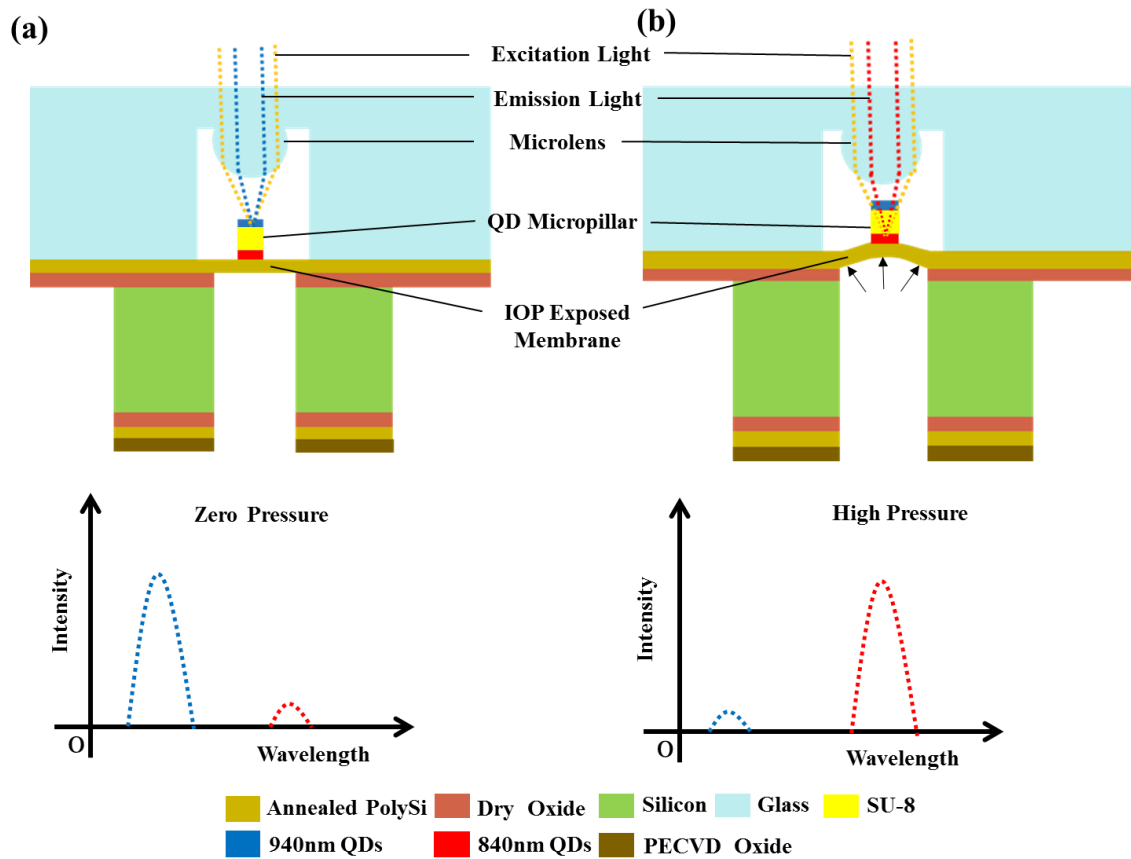 (a)
(b)
Excitation Light
Emission Light
Microlens
QD Micropillar
IOP Exposed
Membrane
Zero Pressure
Intensity
O
Wavelength
High Pressure
Intensity
O
Wavelength
Annealed PolySi
Dry Oxide
Silicon
Glass
SU-8
940nm QDs
840nm QDs
PECVD Oxide